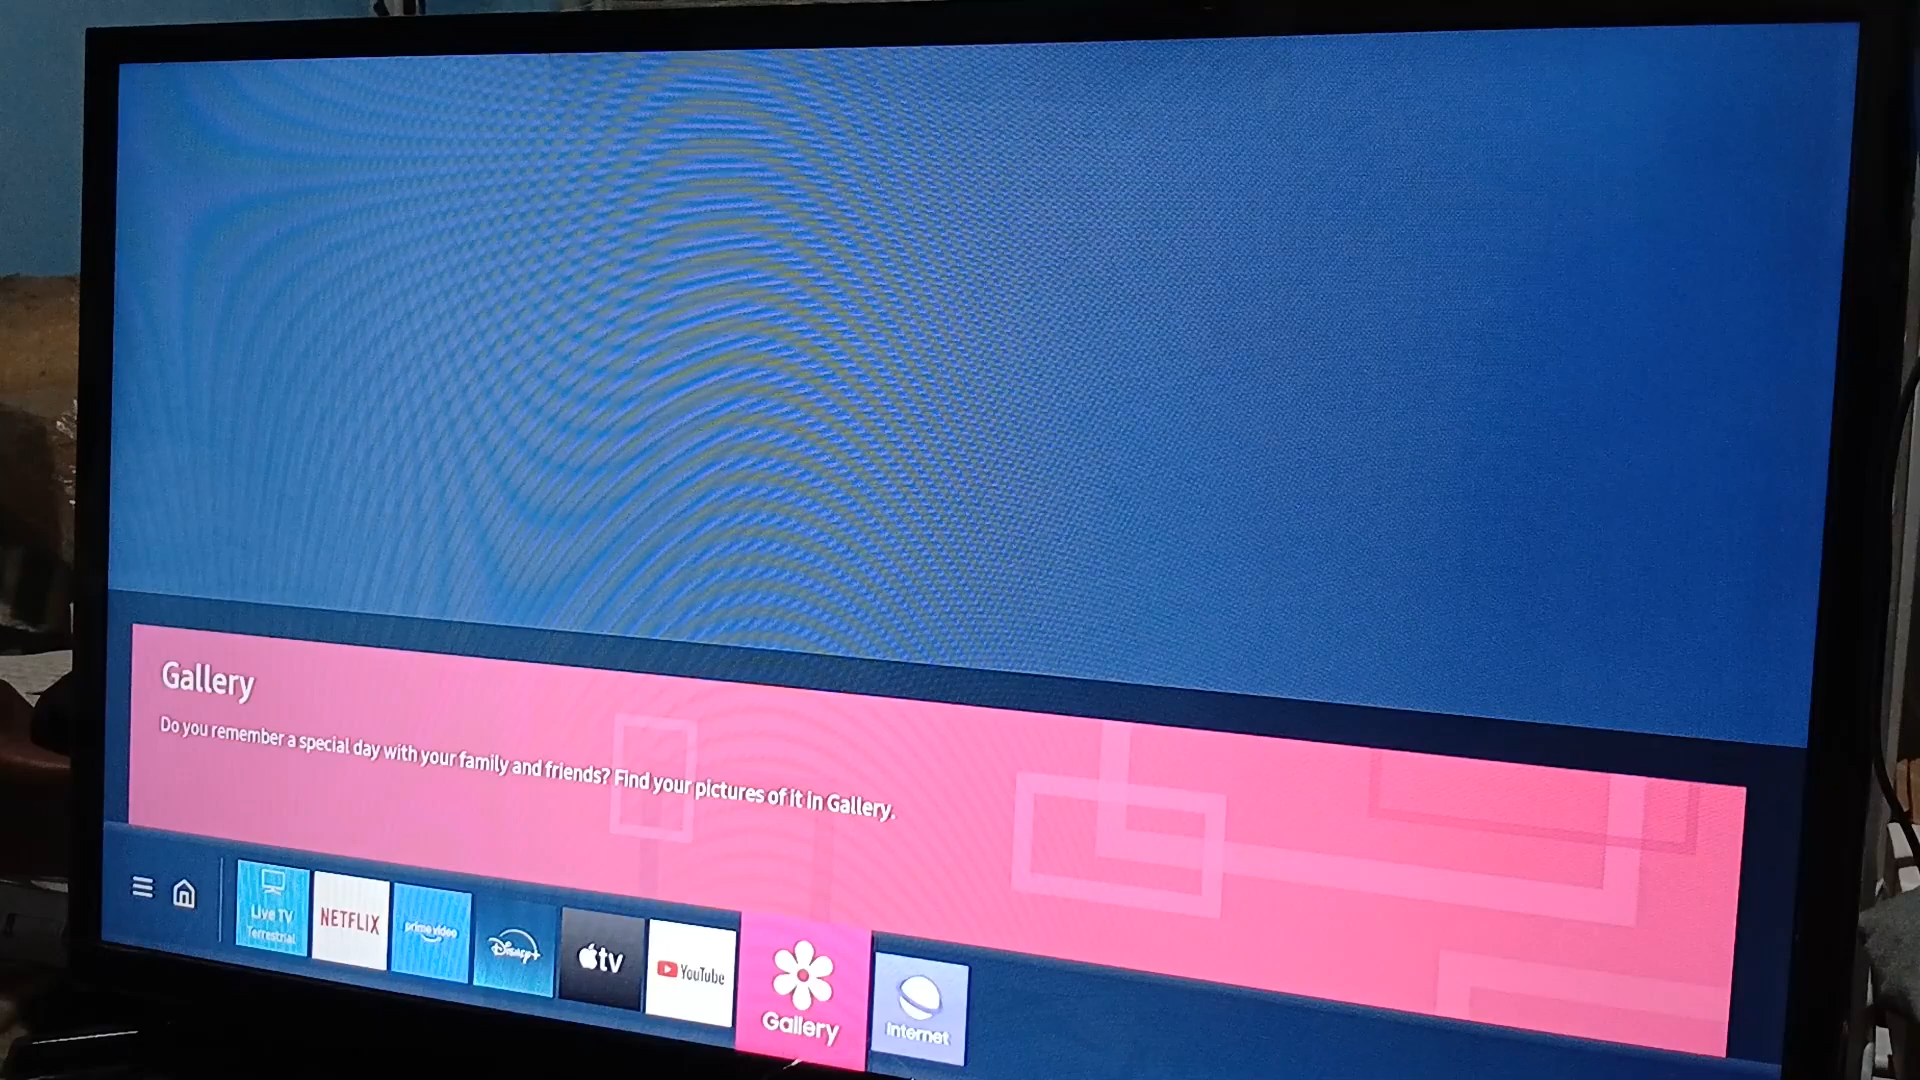 Gallery
Do you remember a special day with your family and friends? Find your pictures of it in Gallery.
Live TV
Terrestrial
NETFLIX
prime video
Disney+
tv
YouTube
Gallery
Internet